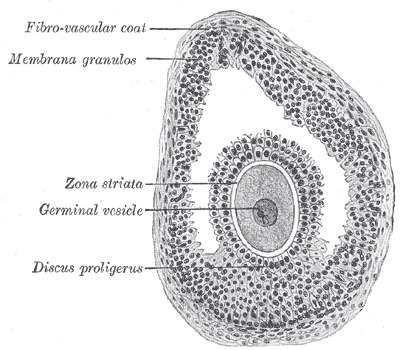 Fibro-vascular coat
Membrana granulos
Zona striata
Germinal vesicle
Discus proligerus